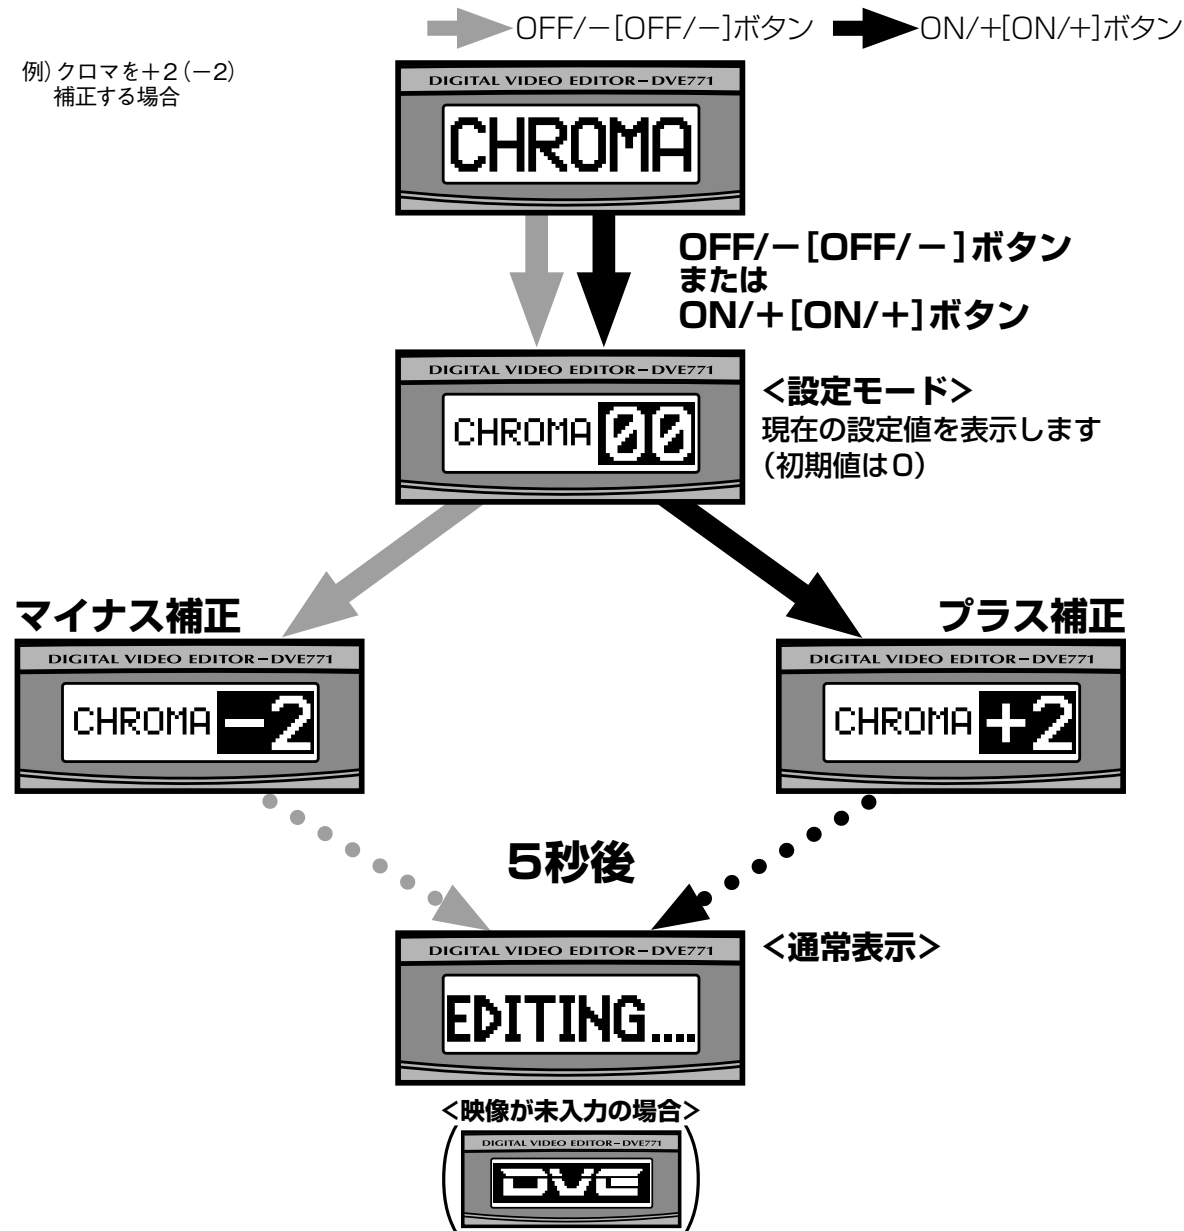 OFF/−[OFF/−]ボタン ON/+[ON/+]ボタン
例)クロマを+2(−2)
補正する場合
DIGITAL VIDEO EDITOR−DVE771
CHROMA
OFF/−[OFF/−]ボタン
または
ON/+[ON/+]ボタン
DIGITAL VIDEO EDITOR−DVE771
CHROMA 00
<設定モード>
現在の設定値を表示します
(初期値は0)
マイナス補正
DIGITAL VIDEO EDITOR−DVE771
CHROMA −2
プラス補正
DIGITAL VIDEO EDITOR−DVE771
CHROMA +2
5秒後
DIGITAL VIDEO EDITOR−DVE771
EDITING....
<通常表示>
<映像が未入力の場合>
DIGITAL VIDEO EDITOR−DVE771
DVE